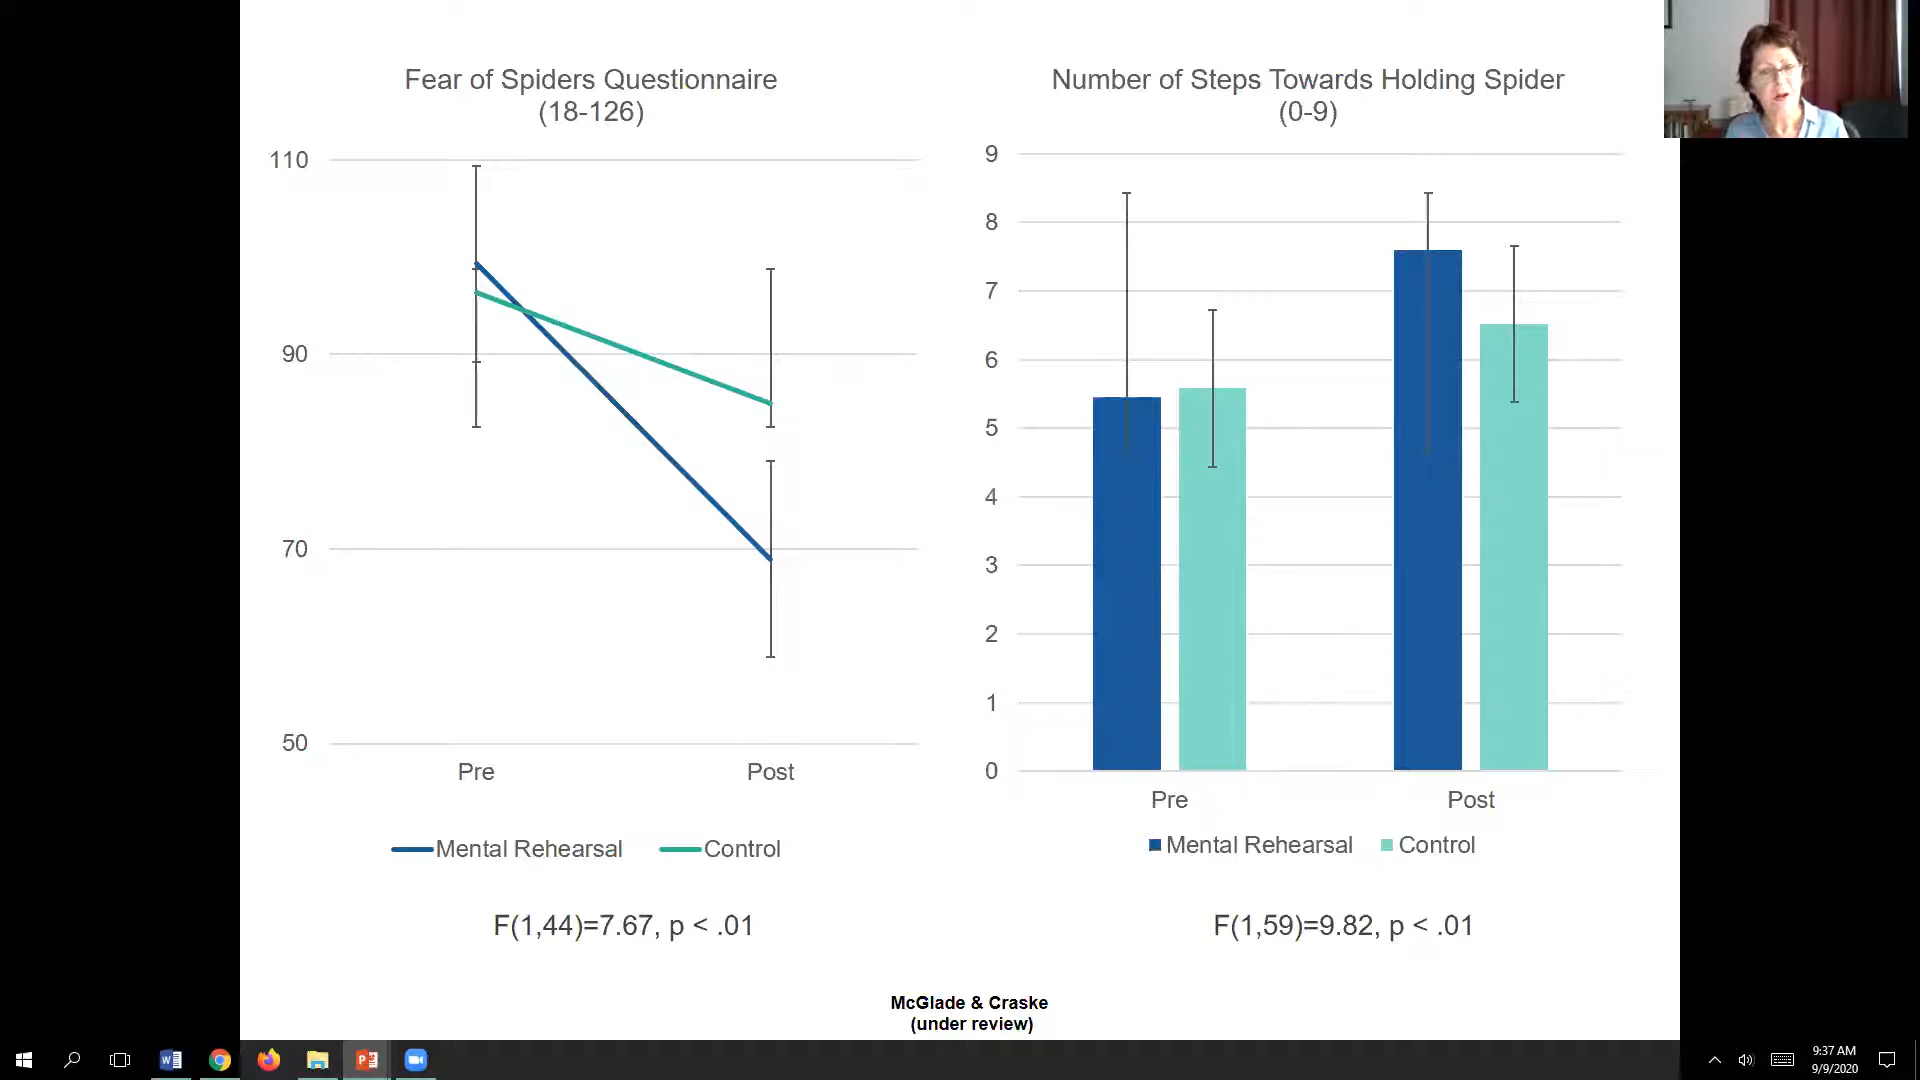 Fear of Spiders Questionnaire
(18-126)
110
90
70
50
Pre Post
Mental Rehearsal Control
F(1,44)=7.67, p < .01
Number of Steps Towards Holding Spider
(0-9)
9
8
7
6
5
4
3
2
1
0
Pre Post
Mental Rehearsal Control
F(1,59)=9.82, p < .01
McGlade & Craske
(under review)
9:37 AM
9/9/2020